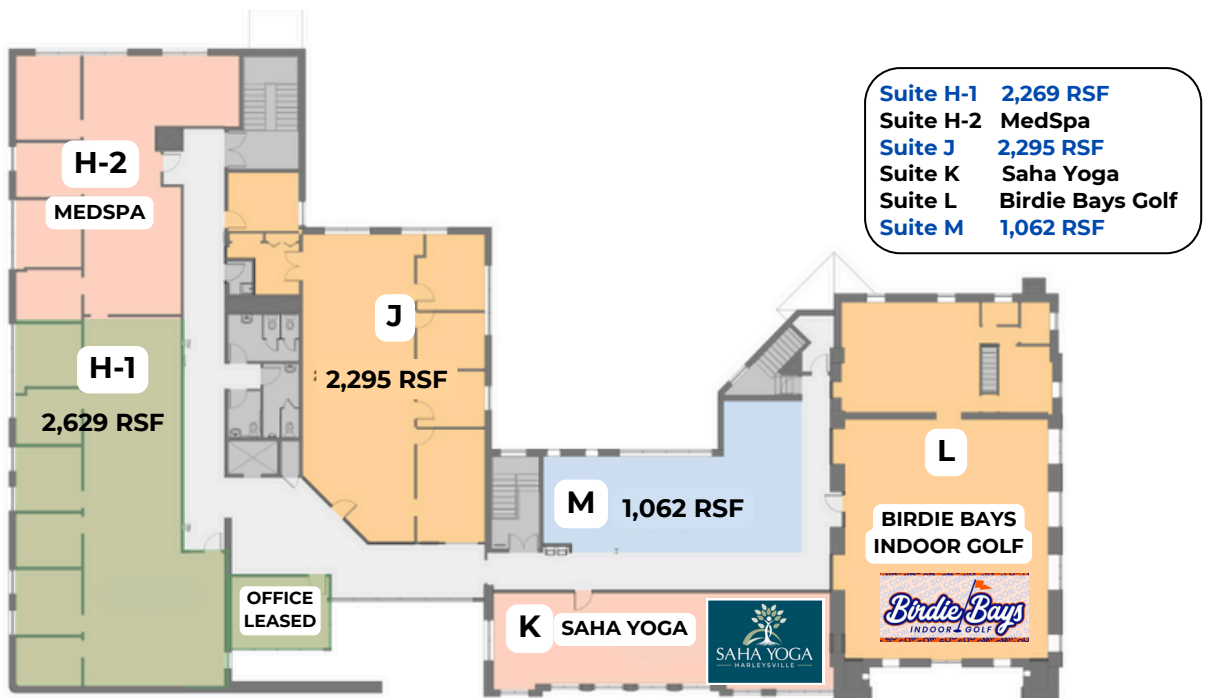 Suite H-1 2,269 RSF
Suite H-2 MedSpa
Suite J 2,295 RSF
Suite K Saha Yoga
Suite L Birdie Bays Golf
Suite M 1,062 RSF
H-2
MEDSPA
J
2,295 RSF
H-1
2,629 RSF
L
M 1,062 RSF
BIRDIE BAYS
INDOOR GOLF
Birdie Bays
INDOOR GOLF
OFFICE
LEASED
K SAHA YOGA
SAHA YOGA
HARLEYSVILLE